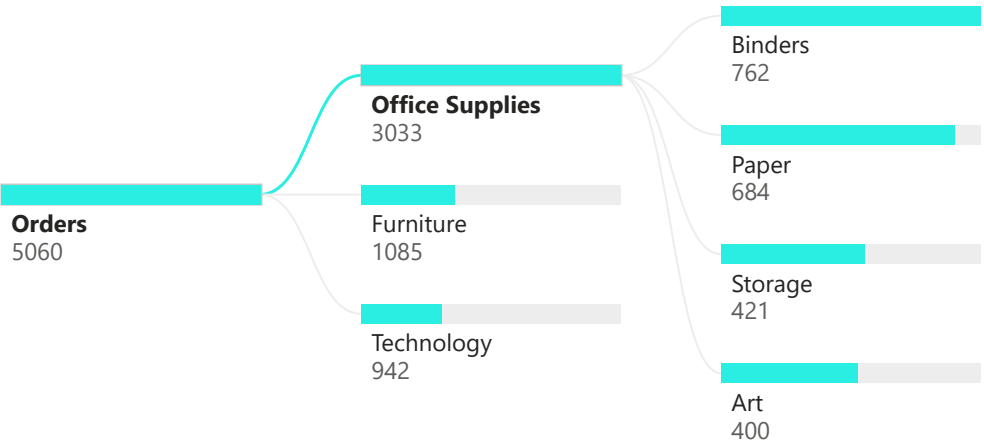 Orders
5060
Office Supplies
3033
Furniture
1085
Technology
942
Binders
762
Paper
684
Storage
421
Art
400